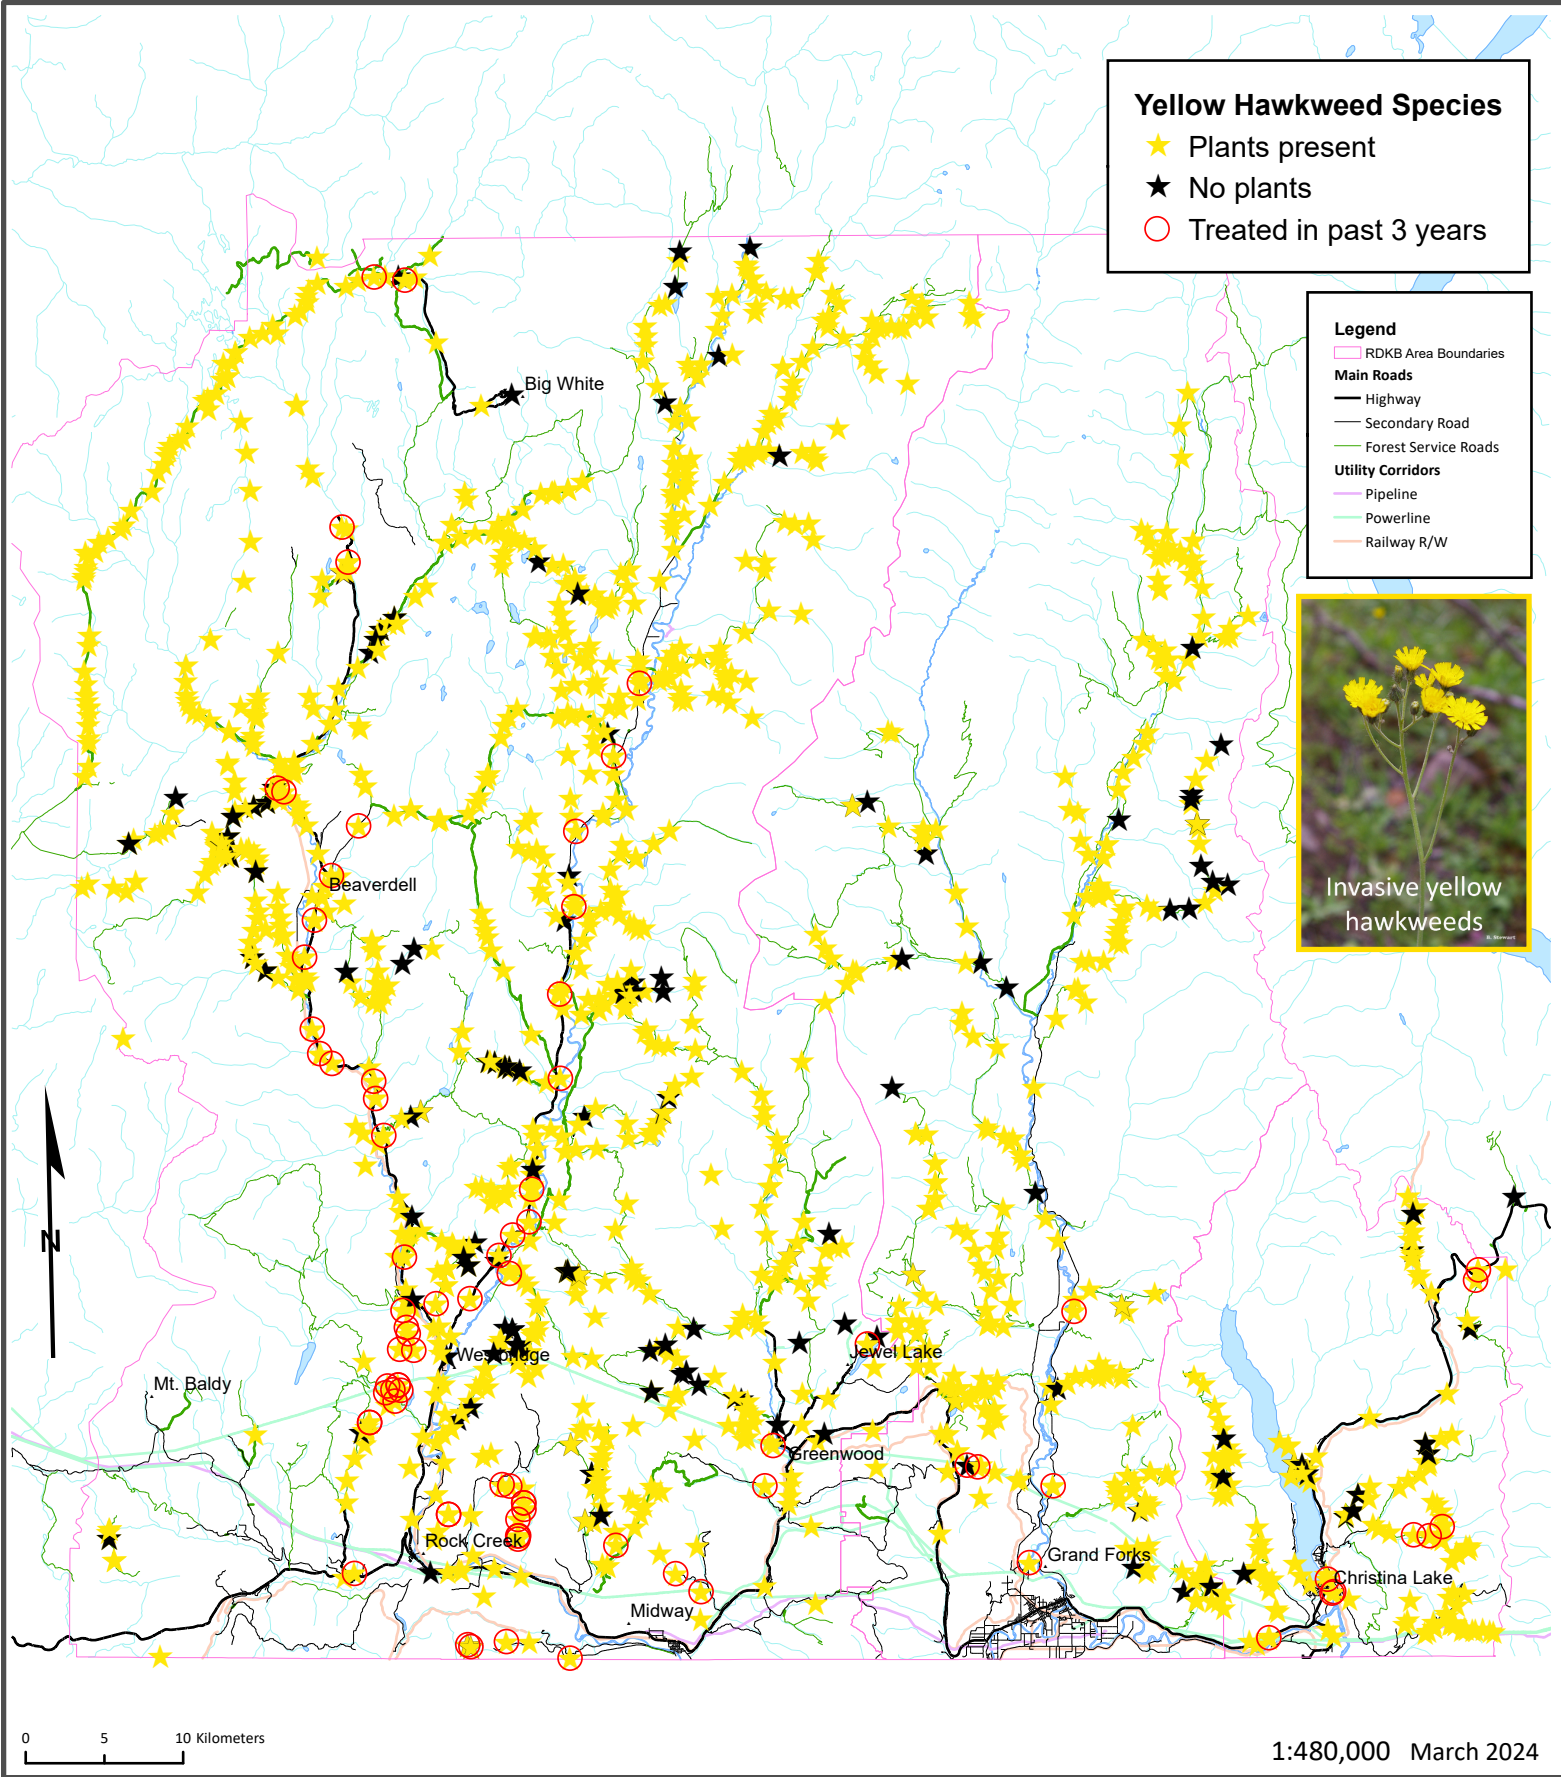 Yellow Hawkweed Species
Plants present
No plants
Treated in past 3 years
Legend
RDKB Area Boundaries
Main Roads
Highway
Secondary Road
Forest Service Roads
Utility Corridors
Pipeline
Powerline
Railway R/W
Big White
Invasive yellow
hawkweeds
B. Stewart
Beaverdell
N
Westbridge
Jewel Lake
Mt. Baldy
Greenwood
Rock Creek
Grand Forks
Christina Lake
Midway
0 5 10 Kilometers
1:480,000 March 2024